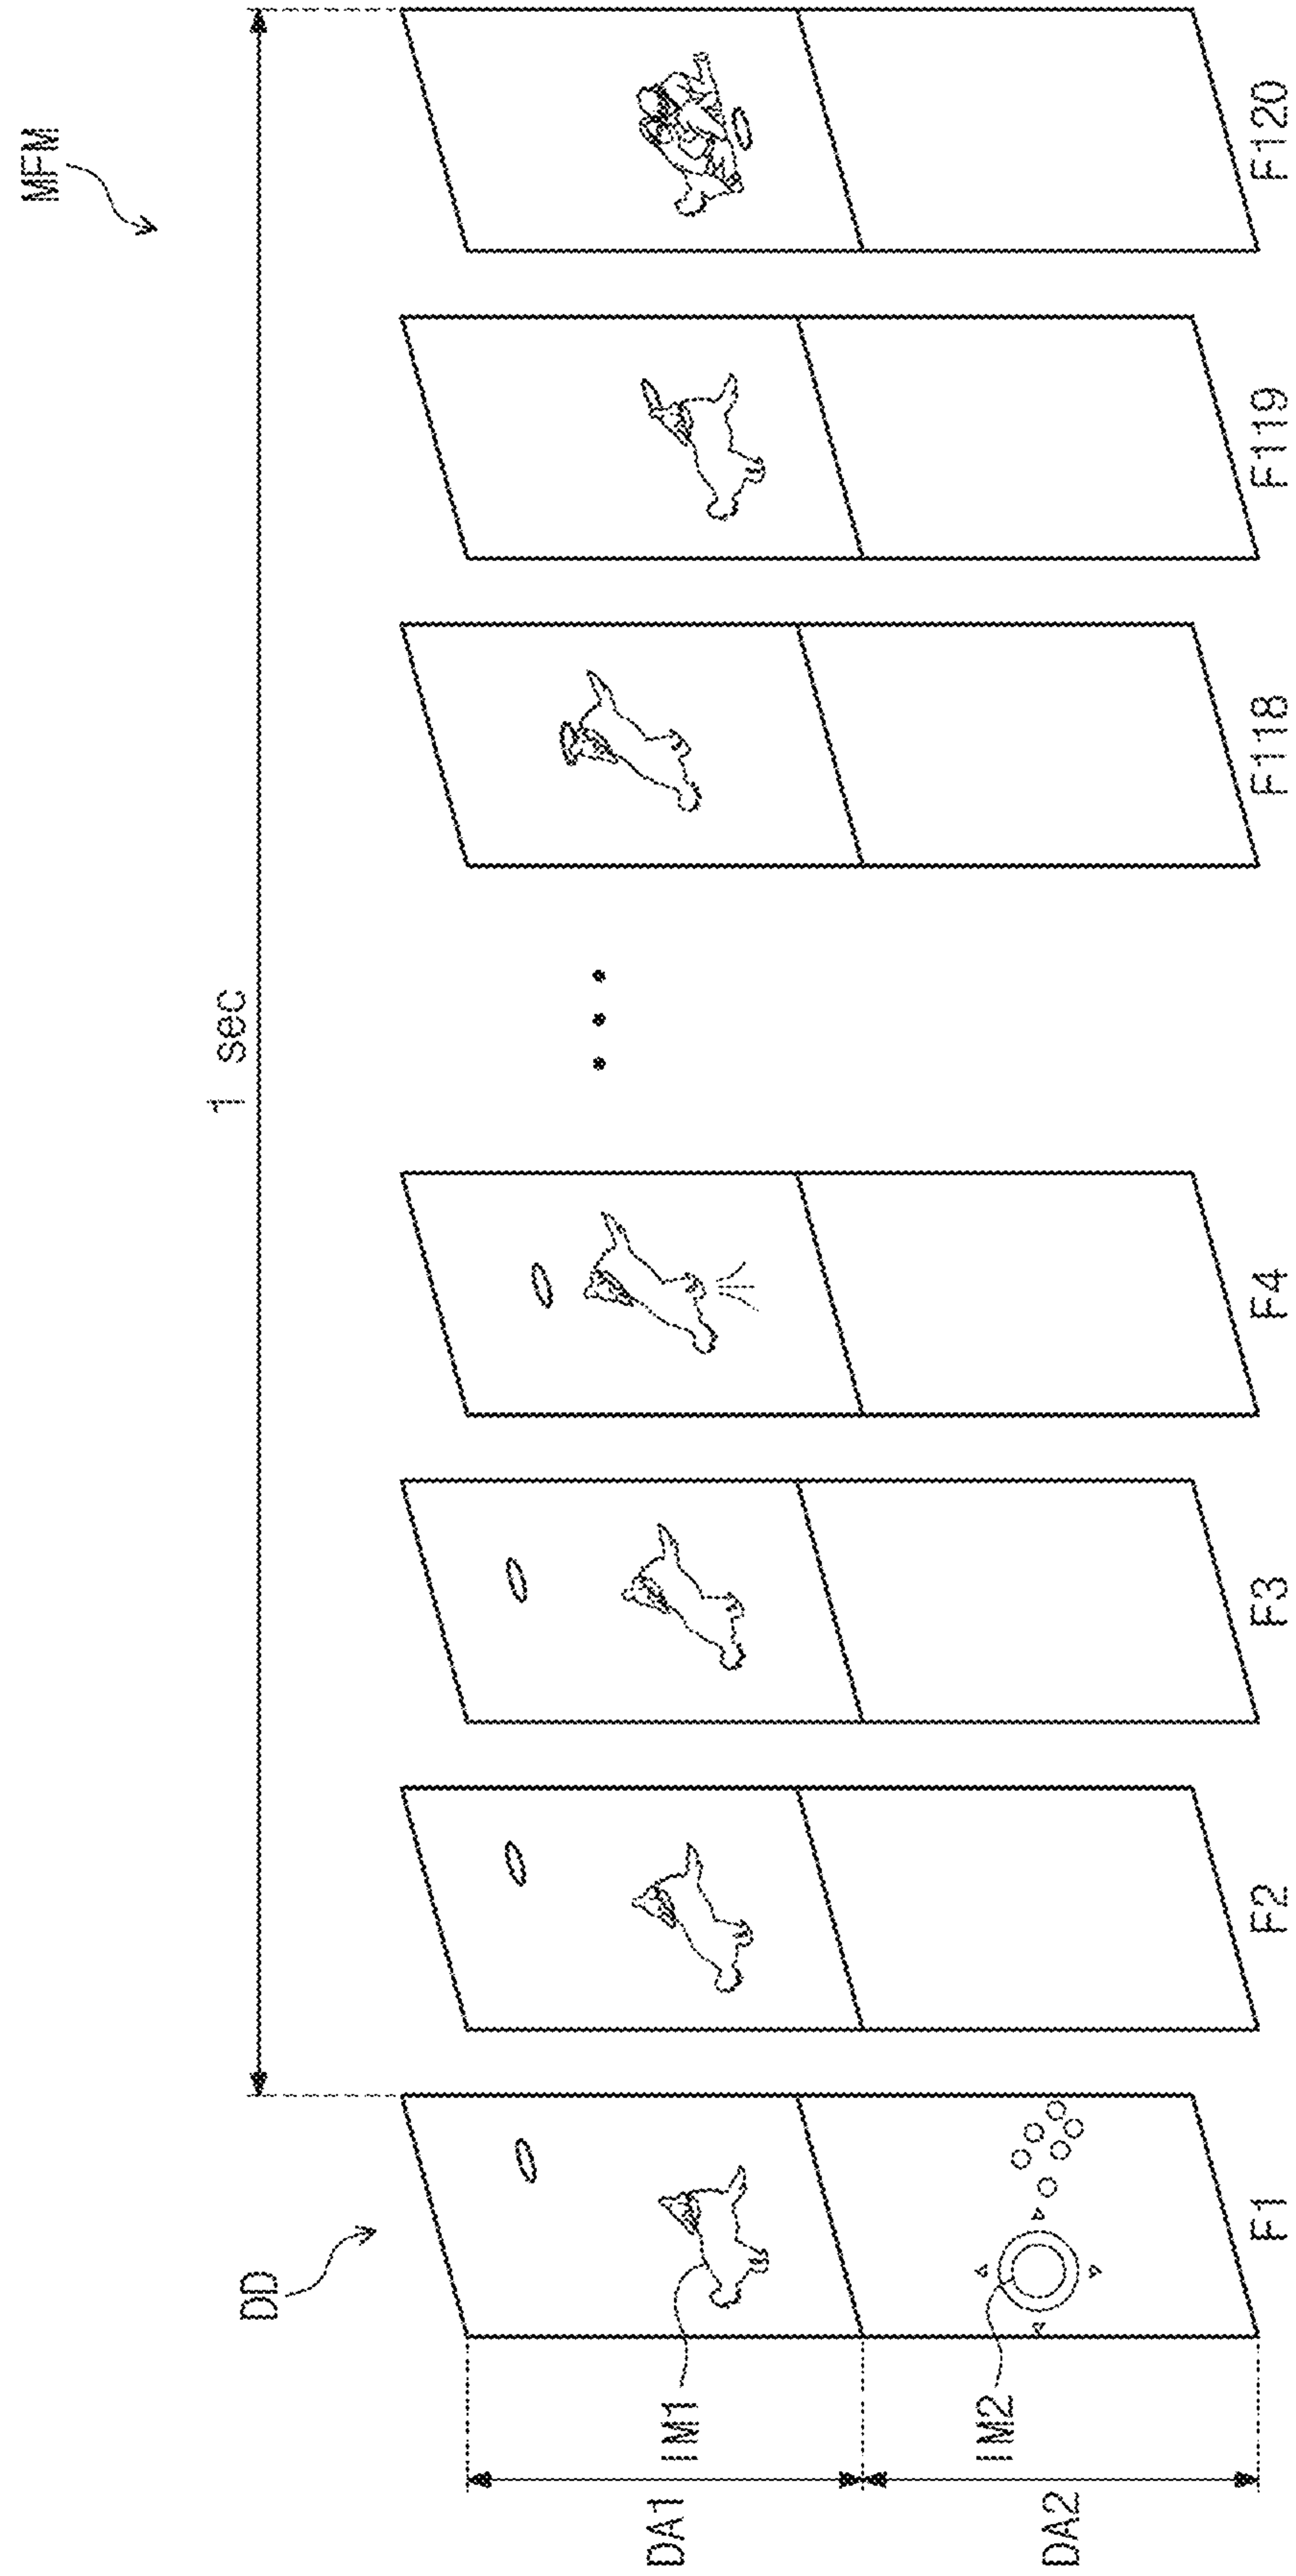 MFM
1 sec
DD
DA1
IM1
DA2
IM2
F1
F2
F3
F4
F118
F119
F120